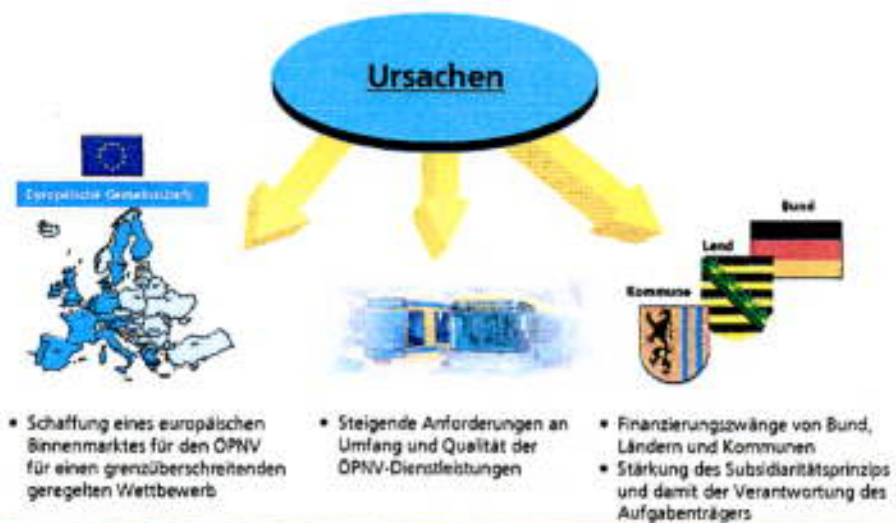 Ursachen
Europäische Gemeinschaft
Bund
Land
Kommune
• Schaffung eines europäischen
Binnenmarktes für den ÖPNV
für einen grenzüberschreitenden
geregelten Wettbewerb
• Steigende Anforderungen an
Umfang und Qualität der
ÖPNV-Dienstleistungen
• Finanzierungszwänge von Bund,
Ländern und Kommunen
• Stärkung des Subsidiaritätsprinzips
und damit der Verantwortung des
Aufgabenträgers